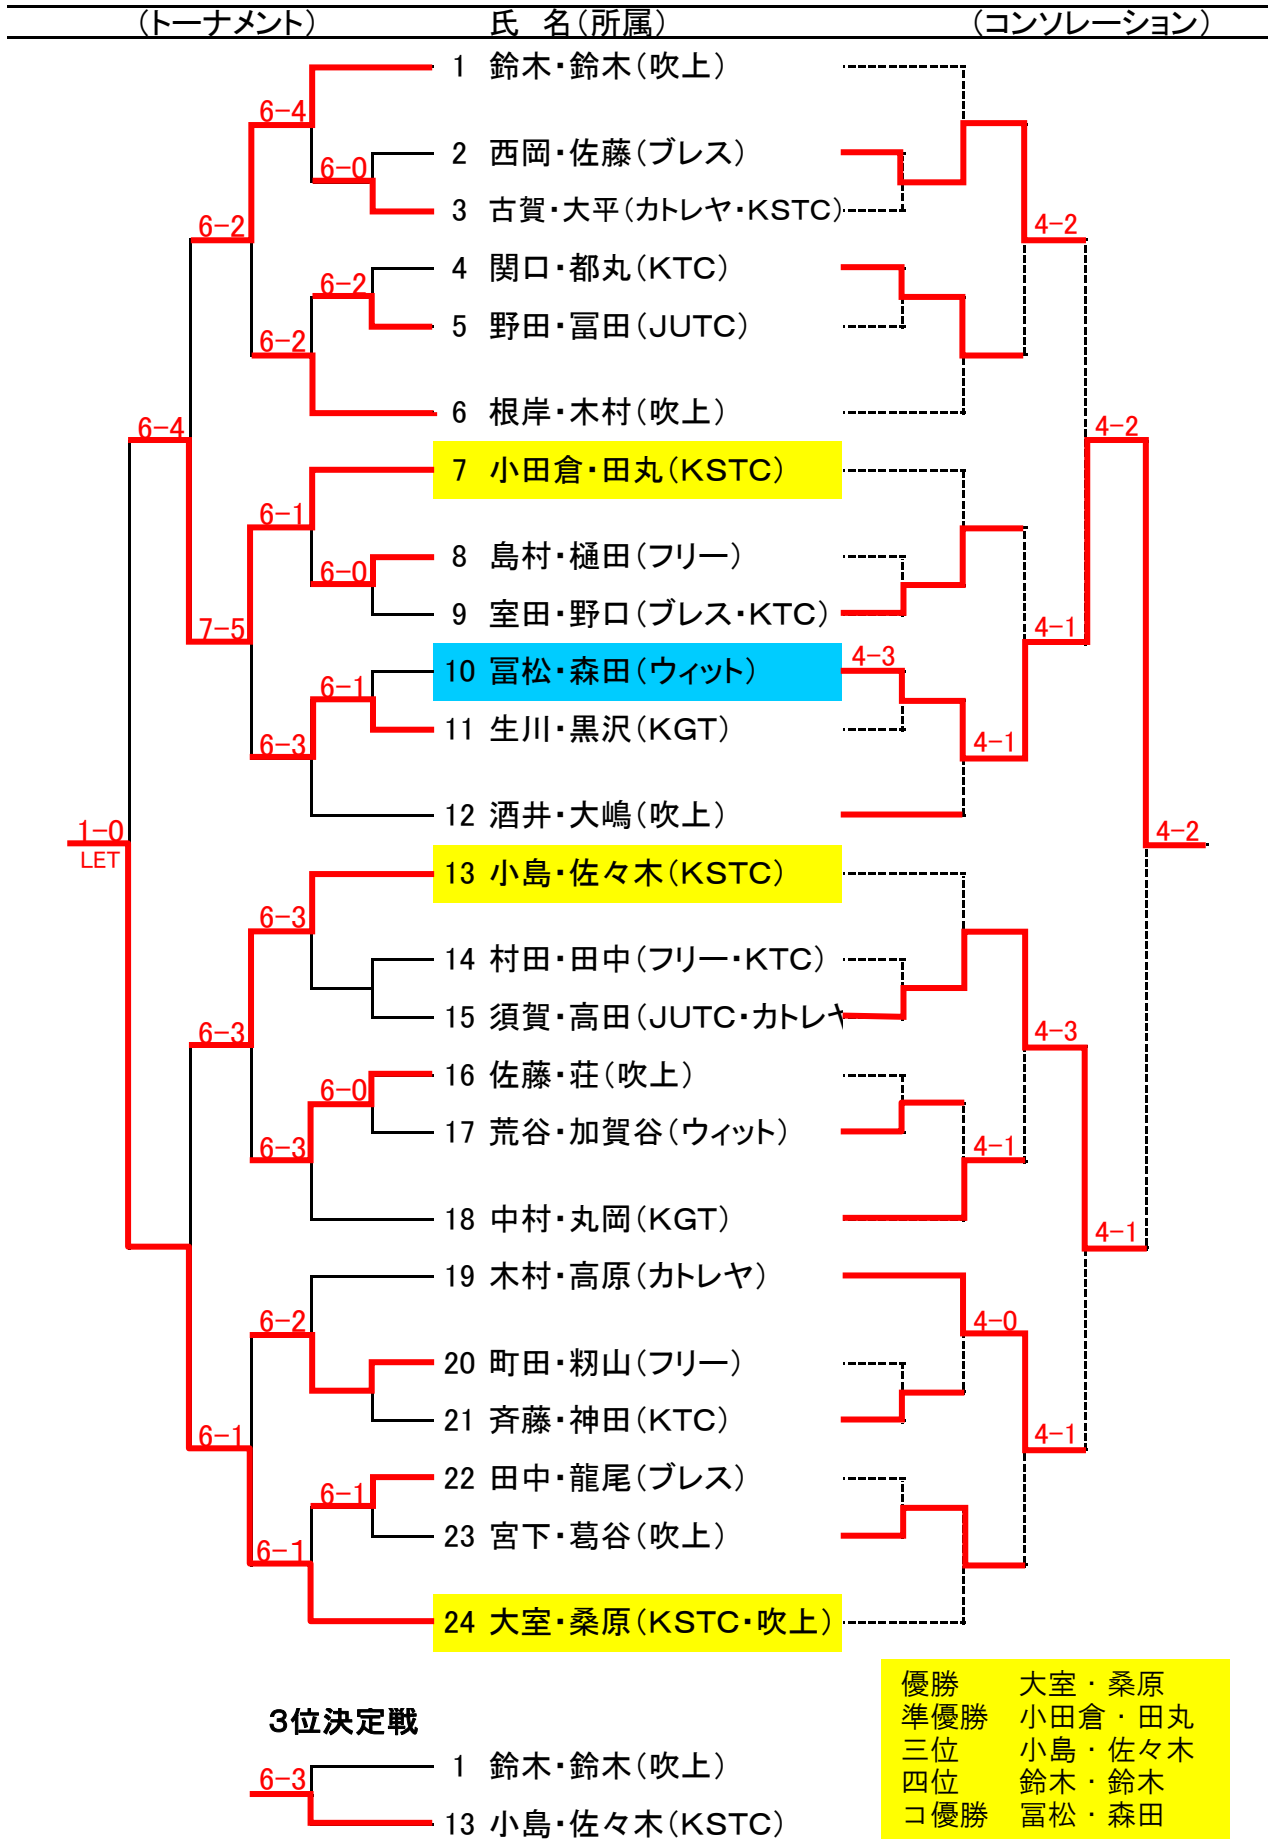 (トーナメント) 氏 名(所属) (コンソレーション)
1 鈴木・鈴木(吹上)
6-4
2 西岡・佐藤(ブレス)
6-0
3 古賀・大平(カトレヤ・KSTC)
6-2 4-2
4 関口・都丸(KTC)
6-2
5 野田・冨田(JUTC)
6-2
6 根岸・木村(吹上)
6-4 4-2
7 小田倉・田丸(KSTC)
6-1
8 島村・樋田(フリー)
6-0
9 室田・野口(ブレス・KTC)
7-5 4-1
10 冨松・森田(ウィット) 4-3
6-1
11 生川・黒沢(KGT)
6-3 4-1
12 酒井・大嶋(吹上)
1-0 4-2
LET
13 小島・佐々木(KSTC)
6-3
14 村田・田中(フリー・KTC)
15 須賀・高田(JUTC・カトレヤ
6-3 4-3
16 佐藤・荘(吹上)
6-0
17 荒谷・加賀谷(ウィット)
6-3 4-1
18 中村・丸岡(KGT)
4-1
19 木村・高原(カトレヤ)
6-2 4-0
20 町田・籾山(フリー)
21 斉藤・神田(KTC)
6-1 4-1
22 田中・龍尾(ブレス)
6-1
23 宮下・葛谷(吹上)
6-1
24 大室・桑原(KSTC・吹上)
優勝 大室・桑原
準優勝 小田倉・田丸
三位 小島・佐々木
四位 鈴木・鈴木
コ優勝 冨松・森田
3位決定戦
1 鈴木・鈴木(吹上)
6-3
13 小島・佐々木(KSTC)